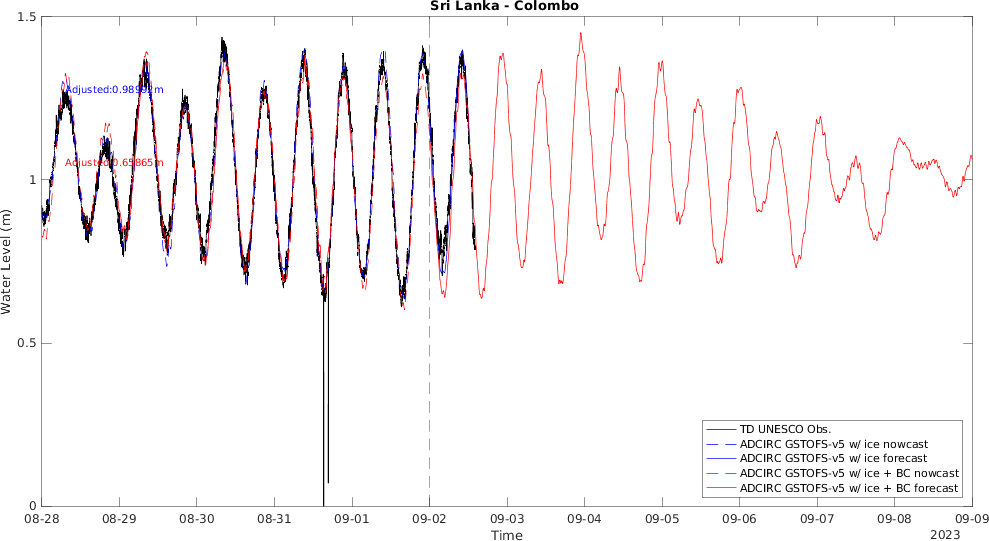 Sri Lanka - Colombo
1.5
1
0.5
0
Water Level (m)
Adjusted:0.98992m
Adjusted:0.65865m
TD UNESCO Obs.
ADCIRC GSTOFS-v5 w/ ice nowcast
ADCIRC GSTOFS-v5 w/ ice forecast
ADCIRC GSTOFS-v5 w/ ice + BC nowcast
ADCIRC GSTOFS-v5 w/ ice + BC forecast
08-28 08-29 08-30 08-31 09-01 09-02 09-03 09-04 09-05 09-06 09-07 09-08 09-09
Time
2023